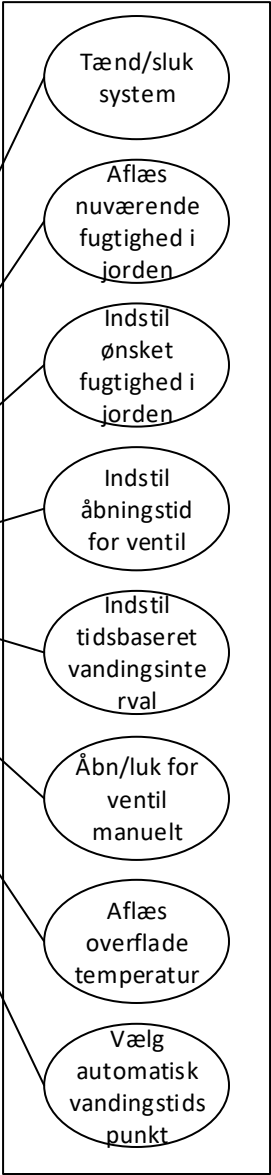 Tænd/sluk
system
Aflæs
nuværende
fugtighed i
jorden
Indstil
ønsket
fugtighed i
jorden
Indstil
åbningstid
for ventil
Indstil
tidsbaseret
vandingsinte
rval
Åbn/luk for
ventil
manuelt
Aflæs
overflade
temperatur
Vælg
automatisk
vandingstids
punkt